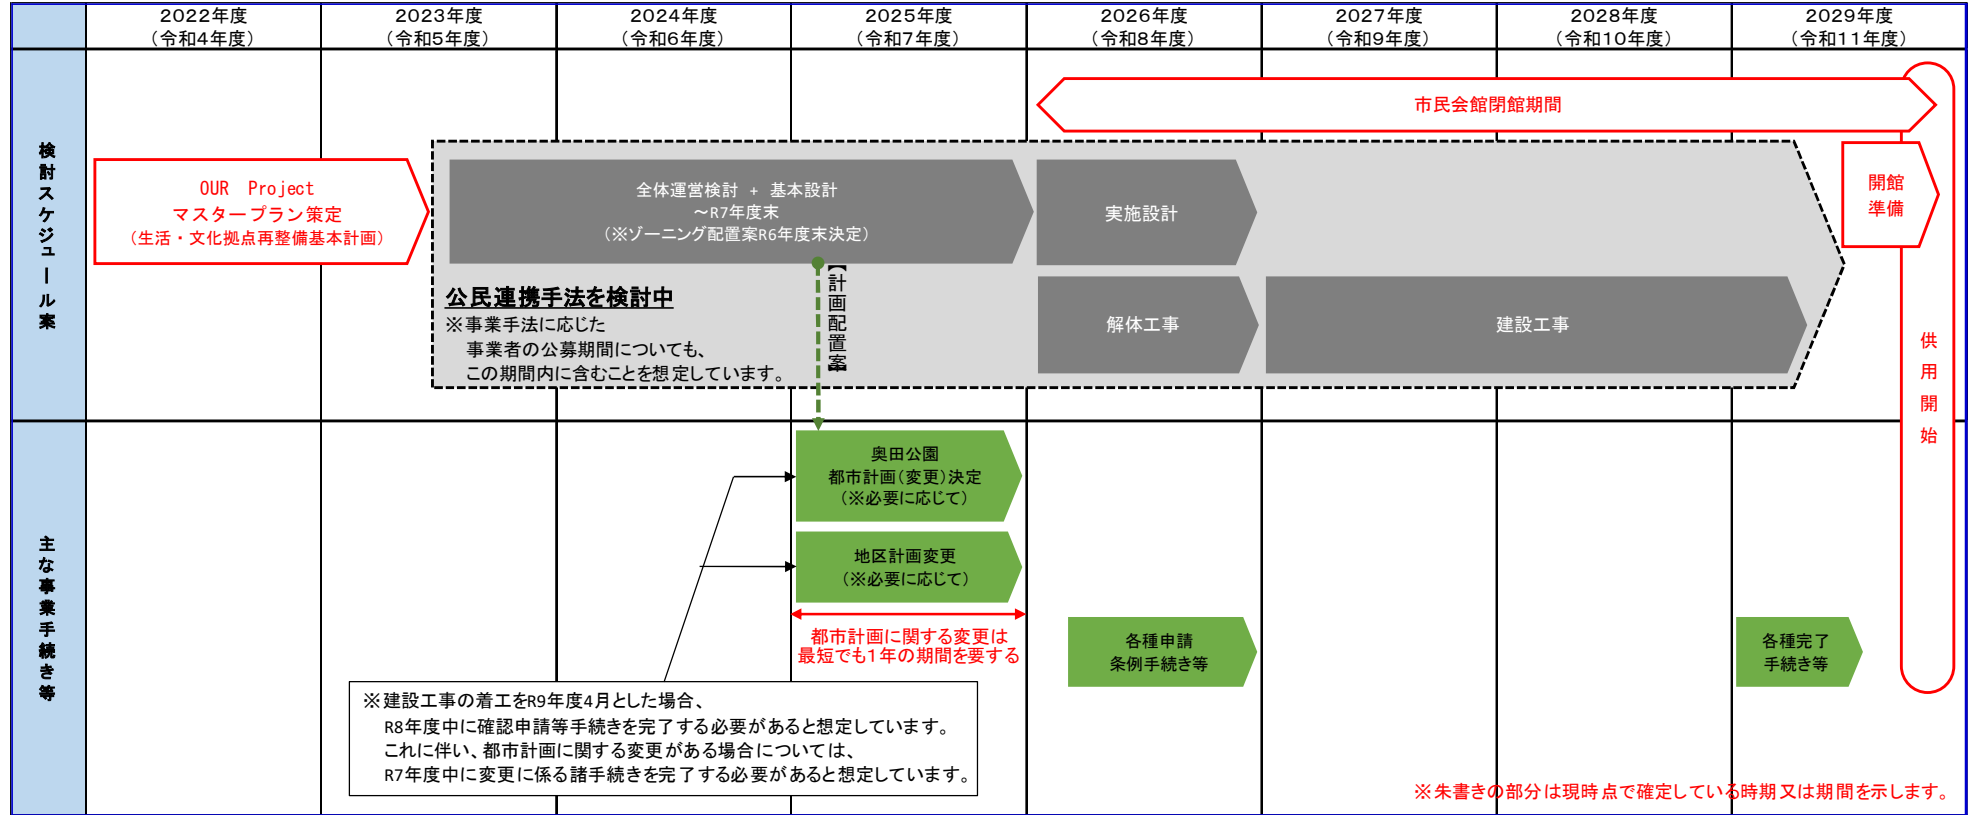 2022年度
（令和4年度）
2023年度
（令和5年度）
2024年度
（令和6年度）
2025年度
（令和7年度）
2026年度
（令和8年度）
2027年度
（令和9年度）
2028年度
（令和10年度）
2029年度
（令和11年度）
検討スケジュール案
市民会館閉館期間
OUR Project
マスタープラン策定
（生活・文化拠点再整備基本計画）
全体運営検討 + 基本設計
～R7年度末
（※ゾーニング配置案R6年度末決定）
実施設計
開館
準備
公民連携手法を検討中
※事業手法に応じた
事業者の公募期間についても、
この期間内に含むことを想定しています。
【計画配置案】
解体工事
建設工事
供用開始
主な事業手続き等
奥田公園
都市計画（変更）決定
（※必要に応じて）
地区計画変更
（※必要に応じて）
都市計画に関する変更は
最短でも1年の期間を要する
各種申請
条例手続き等
各種完了
手続き等
※建設工事の着工をR9年度4月とした場合、
R8年度中に確認申請等手続きを完了する必要があると想定しています。
これに伴い、都市計画に関する変更がある場合については、
R7年度中に変更に係る諸手続きを完了する必要があると想定しています。
※朱書きの部分は現時点で確定している時期又は期間を示します。